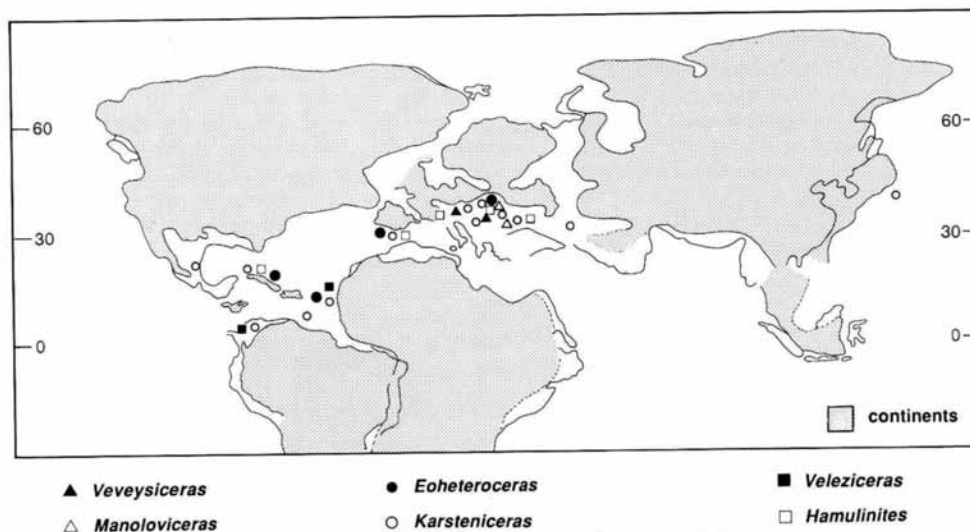 60 60
30 30
0 0
continents
Veveysiceras Eoheteroceras Veleziceras
Manoloviceras Karsteniceras Hamulinites